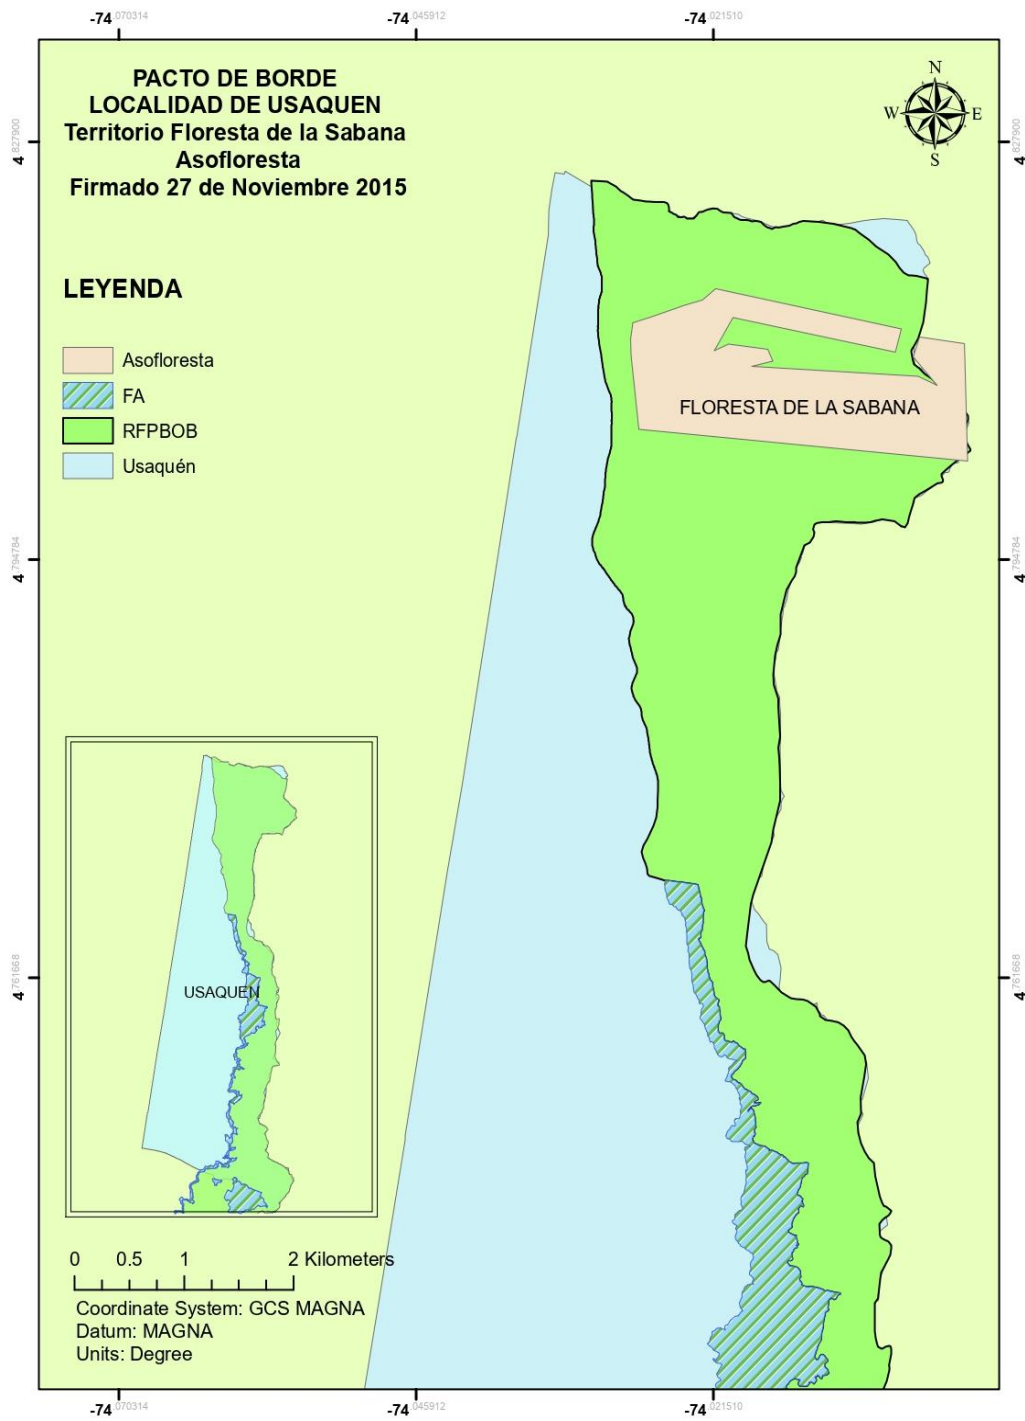 -74.070314
-74.045912
-74.021510
PACTO DE BORDE
LOCALIDAD DE USAQUEN
Territorio Floresta de la Sabana
Asofloresta
Firmado 27 de Noviembre 2015
N
W
E
S
4.827900
4.827900
LEYENDA
Asofloresta
FA
RFPBOB
Usaquén
FLORESTA DE LA SABANA
4.794784
4.794784
USAQUEN
4.761668
4.761668
0 0.5 1 2 Kilometers
Coordinate System: GCS MAGNA
Datum: MAGNA
Units: Degree
-74.070314
-74.045912
-74.021510